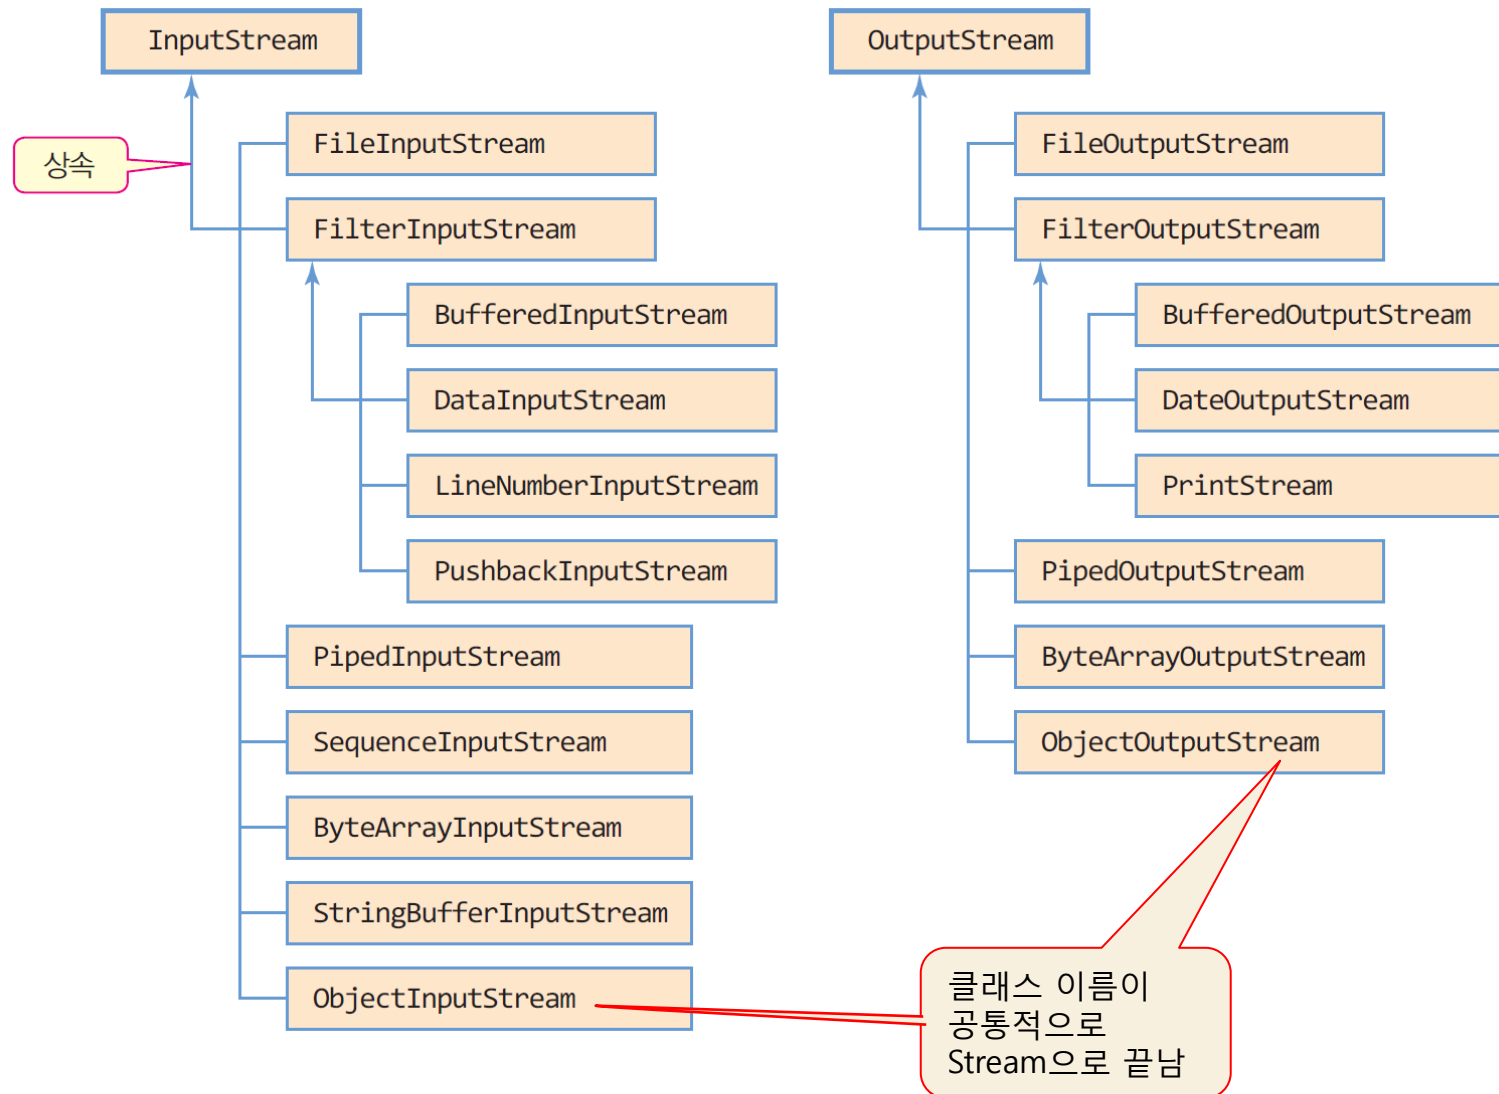 InputStream
상속
FileInputStream
FilterInputStream
BufferedInputStream
DataInputStream
LineNumberInputStream
PushbackInputStream
PipedInputStream
SequenceInputStream
ByteArrayInputStream
StringBufferInputStream
ObjectInputStream
OutputStream
FileOutputStream
FilterOutputStream
BufferedOutputStream
DateOutputStream
PrintStream
PipedOutputStream
ByteArrayOutputStream
ObjectOutputStream
클래스 이름이
공통적으로
Stream으로 끝남